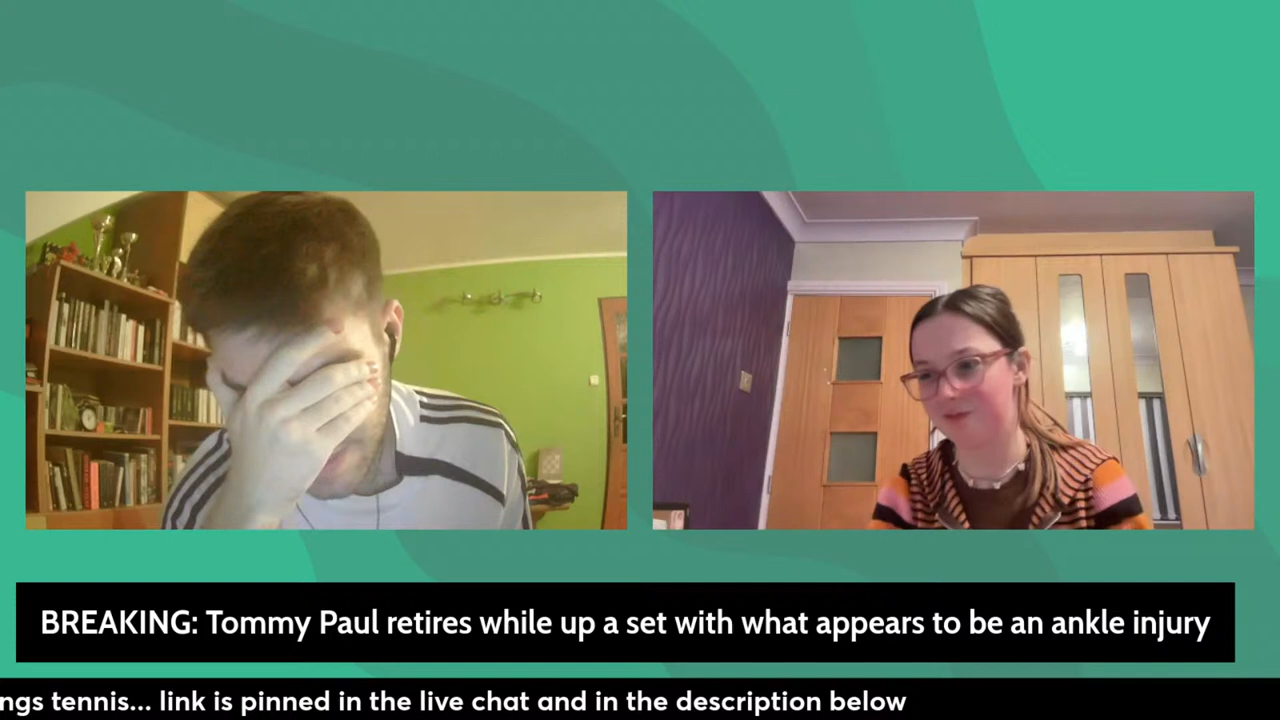 BREAKING: Tommy Paul retires while up a set with what appears to be an ankle injury
ngs tennis... link is pinned in the live chat and in the description below